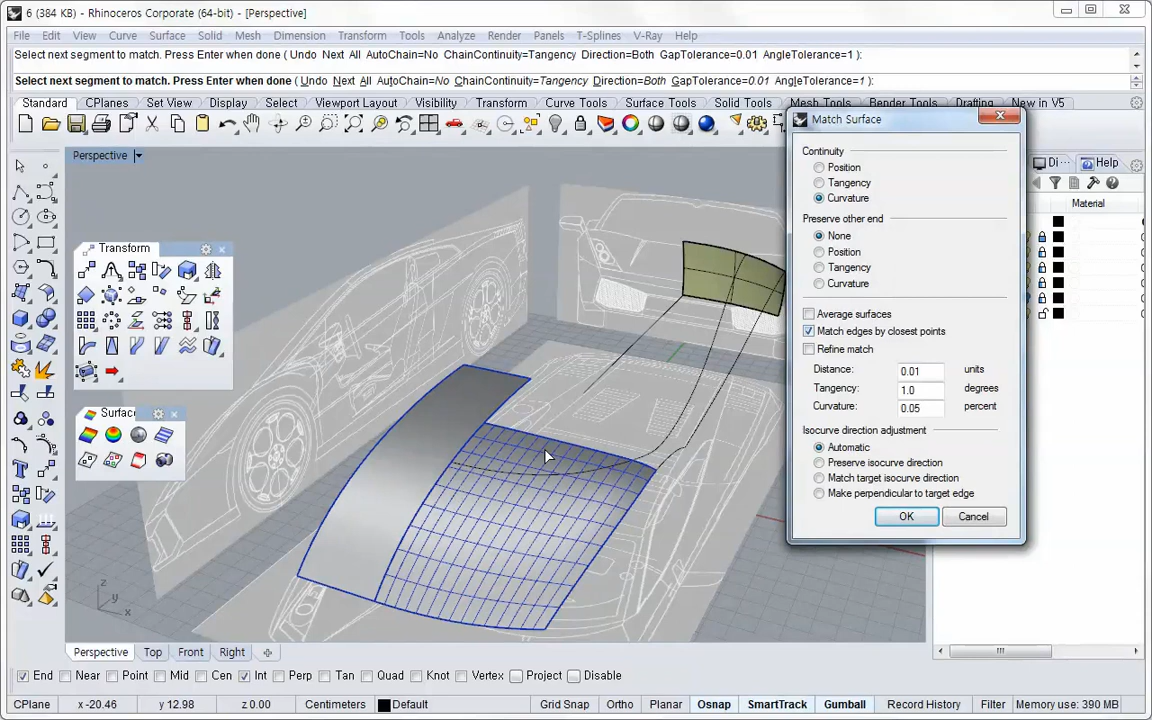 6 (384 KB) - Rhinoceros Corporate (64-bit) - [Perspective]
File Edit View Curve Surface Solid Mesh Dimension Transform Tools Analyze Render Panels T-Splines V-Ray Help
Select next segment to match. Press Enter when done ( Undo Next All AutoChain=No ChainContinuity=Tangency Direction=Both GapTolerance=0.01 AngleTolerance=1 ):
Select next segment to match. Press Enter when done ( Undo Next All AutoChain=No ChainContinuity=Tangency Direction=Both GapTolerance=0.01 AngleTolerance=1 ):
Standard CPlanes Set View Display Select Viewport Layout Visibility Transform Curve Tools Surface Tools Solid Tools Mesh Tools Render Tools Drafting New in V5
Perspective
Transform
Surfac
Match Surface
Continuity
Position
Tangency
Curvature
Preserve other end
None
Position
Tangency
Curvature
Average surfaces
Match edges by closest points
Refine match
Distance: 0.01 units
Tangency: 1.0 degrees
Curvature: 0.05 percent
Isocurve direction adjustment
Automatic
Preserve isocurve direction
Match target isocurve direction
Make perpendicular to target edge
OK Cancel
Di... Help
Material
z
y
x
Perspective Top Front Right
End Near Point Mid Cen Int Perp Tan Quad Knot Vertex Project Disable
CPlane x -20.46 y 12.98 z 0.00 Centimeters Default Grid Snap Ortho Planar Osnap SmartTrack Gumball Record History Filter Memory use: 390 MB